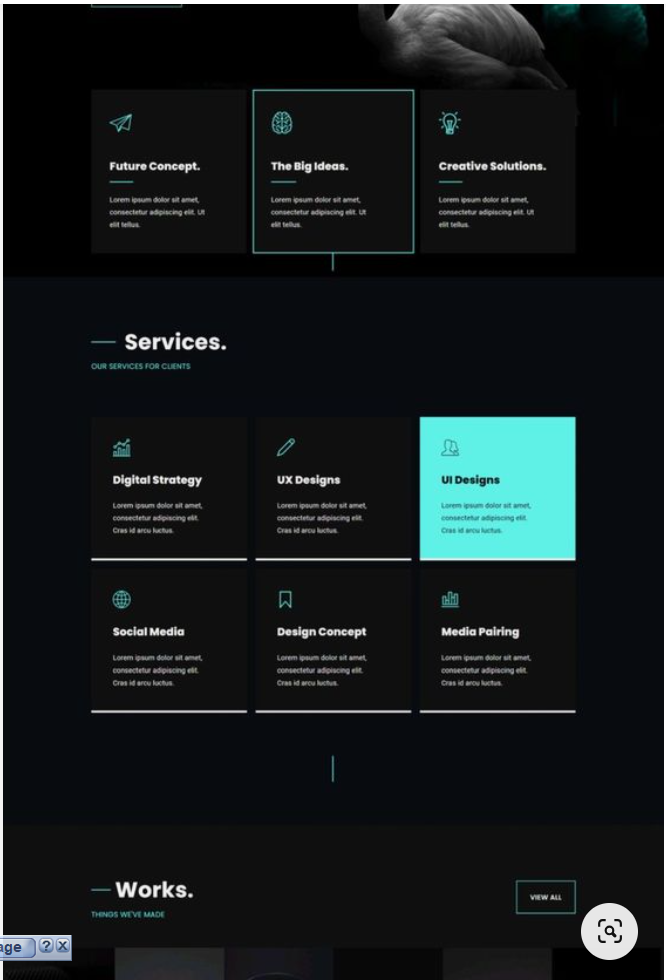 Future Concept.
Lorem ipsum dolor sit amet,
consectetur adipiscing elit. Ut
elit tellus.
The Big Ideas.
Lorem ipsum dolor sit amet,
consectetur adipiscing elit. Ut
elit tellus.
Creative Solutions.
Lorem ipsum dolor sit amet,
consectetur adipiscing elit. Ut
elit tellus.
Services.
OUR SERVICES FOR CLIENTS
Digital Strategy
Lorem ipsum dolor sit amet,
consectetur adipiscing elit.
Cras id arcu luctus.
UX Designs
Lorem ipsum dolor sit amet,
consectetur adipiscing elit.
Cras id arcu luctus.
UI Designs
Lorem ipsum dolor sit amet,
consectetur adipiscing elit.
Cras id arcu luctus.
Social Media
Lorem ipsum dolor sit amet,
consectetur adipiscing elit.
Cras id arcu luctus.
Design Concept
Lorem ipsum dolor sit amet,
consectetur adipiscing elit.
Cras id arcu luctus.
Media Pairing
Lorem ipsum dolor sit amet,
consectetur adipiscing elit.
Cras id arcu luctus.
Works.
THINGS WE'VE MADE
VIEW ALL
age ? X